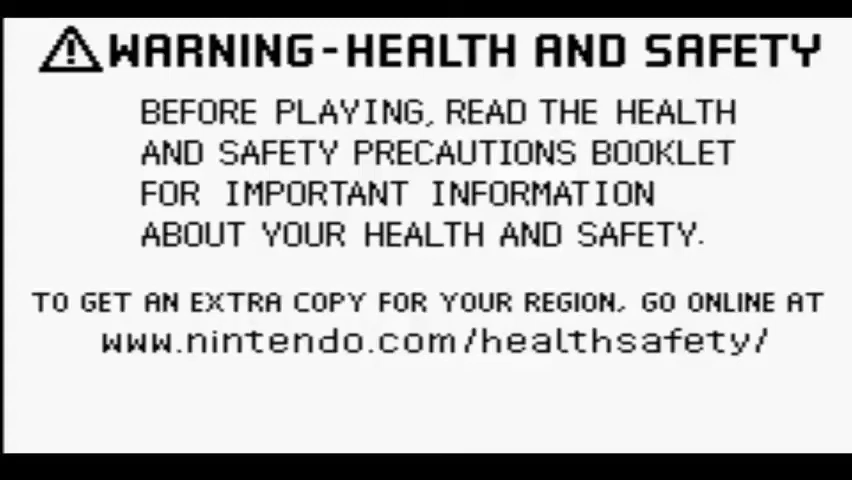 ⚠WARNING-HEALTH AND SAFETY
BEFORE PLAYING, READ THE HEALTH
AND SAFETY PRECAUTIONS BOOKLET
FOR IMPORTANT INFORMATION
ABOUT YOUR HEALTH AND SAFETY.
TO GET AN EXTRA COPY FOR YOUR REGION, GO ONLINE AT
www.nintendo.com/healthsafety/